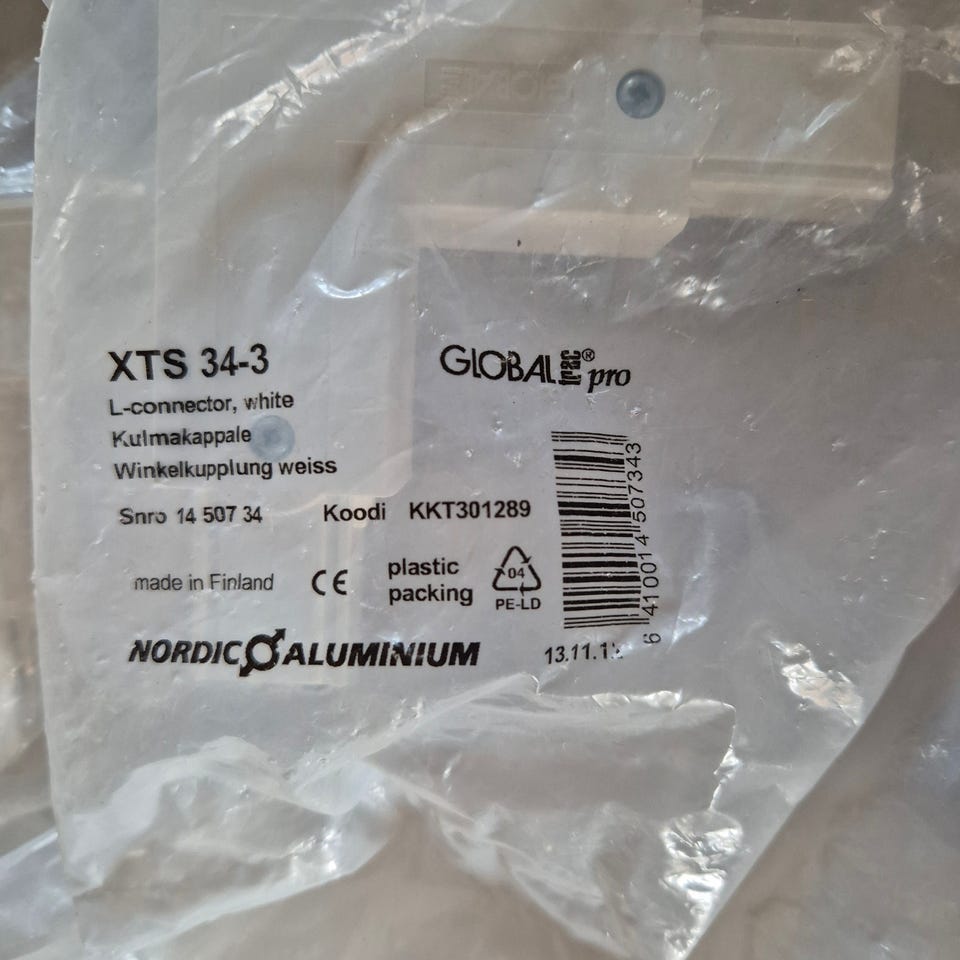 XTS 34-3
L-connector, white
Kulmakappale
Winkelkupplung weiss
Snro 14 507 34
Koodi KKT301289
made in Finland
CE
plastic
packing
04
PE-LD
NORDIC ALUMINIUM
GLOBAL trac® pro
6 410014 507343